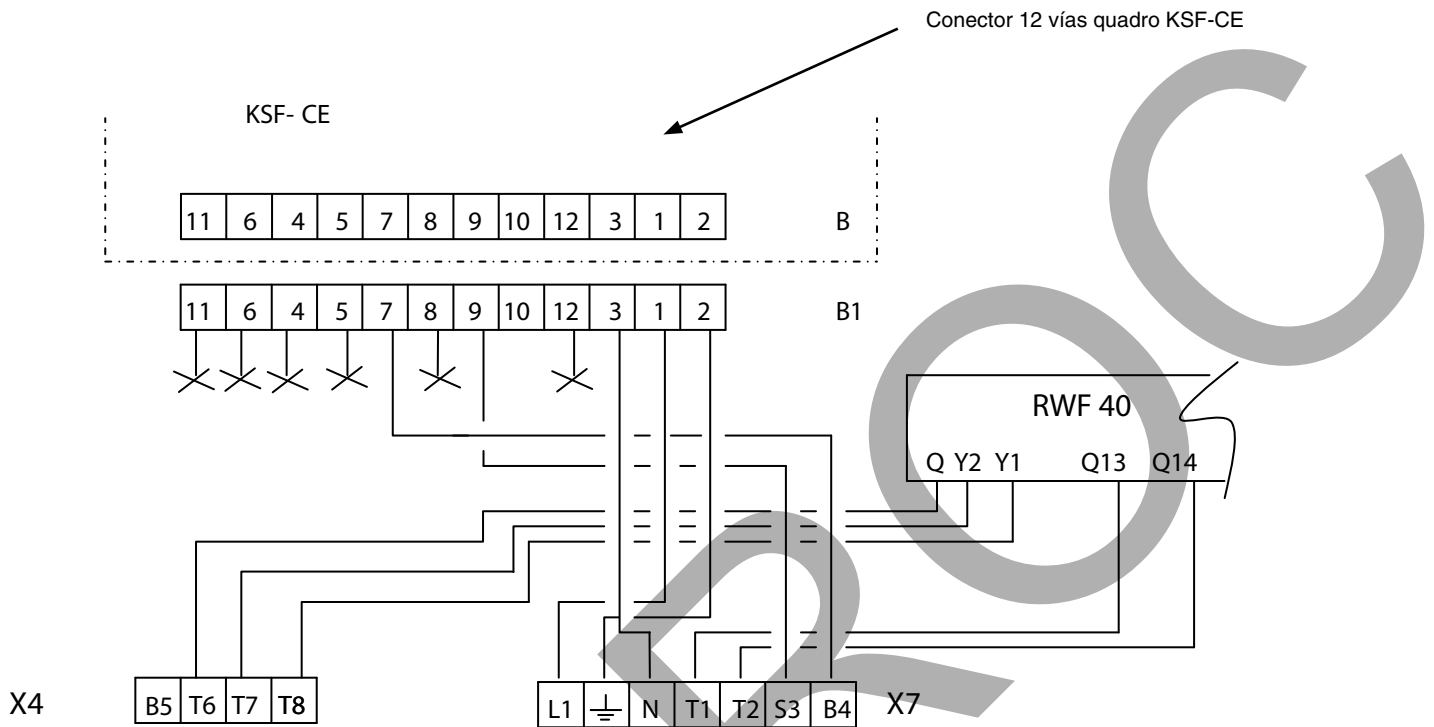 Conector 12 vías quadro KSF-CE
KSF- CE
11 6 4 5 7 8 9 10 12 3 1 2 B
11 6 4 5 7 8 9 10 12 3 1 2 B1
RWF 40
Q Y2 Y1 Q13 Q14
X4 B5 T6 T7 T8 L1 N T1 T2 S3 B4 X7
ROC